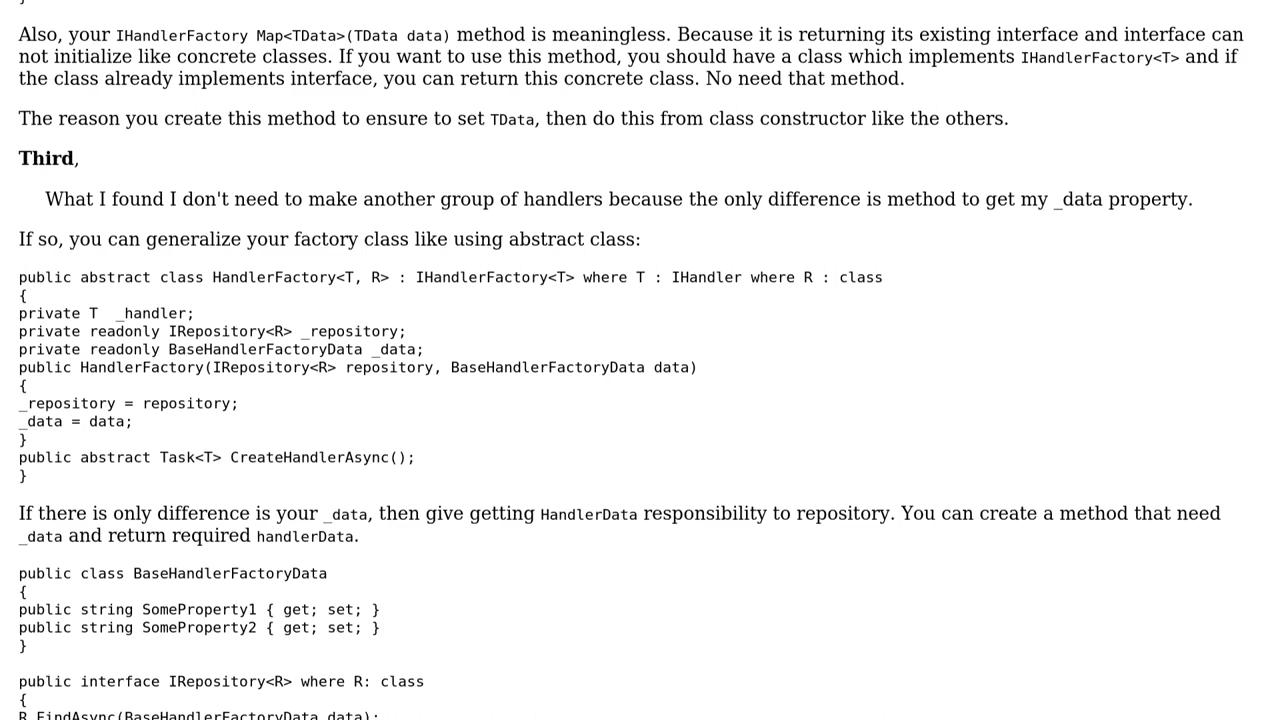 Also, your IHandlerFactory Map<TData>(TData data) method is meaningless. Because it is returning its existing interface and interface can
not initialize like concrete classes. If you want to use this method, you should have a class which implements IHandlerFactory<T> and if
the class already implements interface, you can return this concrete class. No need that method.
The reason you create this method to ensure to set TData, then do this from class constructor like the others.
Third,
What I found I don't need to make another group of handlers because the only difference is method to get my _data property.
If so, you can generalize your factory class like using abstract class:
public abstract class HandlerFactory<T, R> : IHandlerFactory<T> where T : IHandler where R : class
{
private T  _handler;
private readonly IRepository<R> _repository;
private readonly BaseHandlerFactoryData _data;
public HandlerFactory(IRepository<R> repository, BaseHandlerFactoryData data)
{
_repository = repository;
_data = data;
}
public abstract Task<T> CreateHandlerAsync();
}
If there is only difference is your _data, then give getting HandlerData responsibility to repository. You can create a method that need
_data and return required handlerData.
public class BaseHandlerFactoryData
{
public string SomeProperty1 { get; set; }
public string SomeProperty2 { get; set; }
}
public interface IRepository<R> where R: class
{
R FindAsync(BaseHandlerFactoryData data);